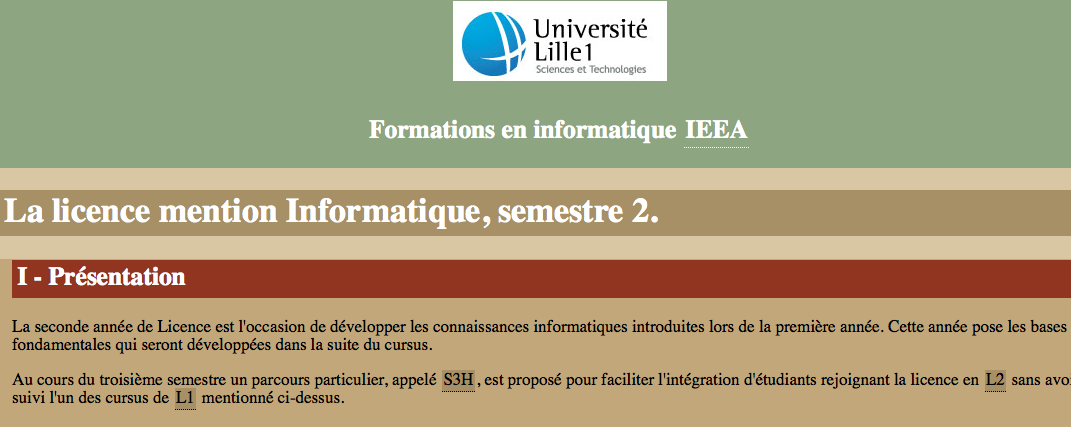 Université
Lille1
Sciences et Technologies
Formations en informatique IEEA
La licence mention Informatique, semestre 2.
I - Présentation
La seconde année de Licence est l'occasion de développer les connaissances informatiques introduites lors de la première année. Cette année pose les bases
fondamentales qui seront développées dans la suite du cursus.
Au cours du troisième semestre un parcours particulier, appelé S3H, est proposé pour faciliter l'intégration d'étudiants rejoignant la licence en L2 sans avo
suivi l'un des cursus de L1 mentionné ci-dessus.